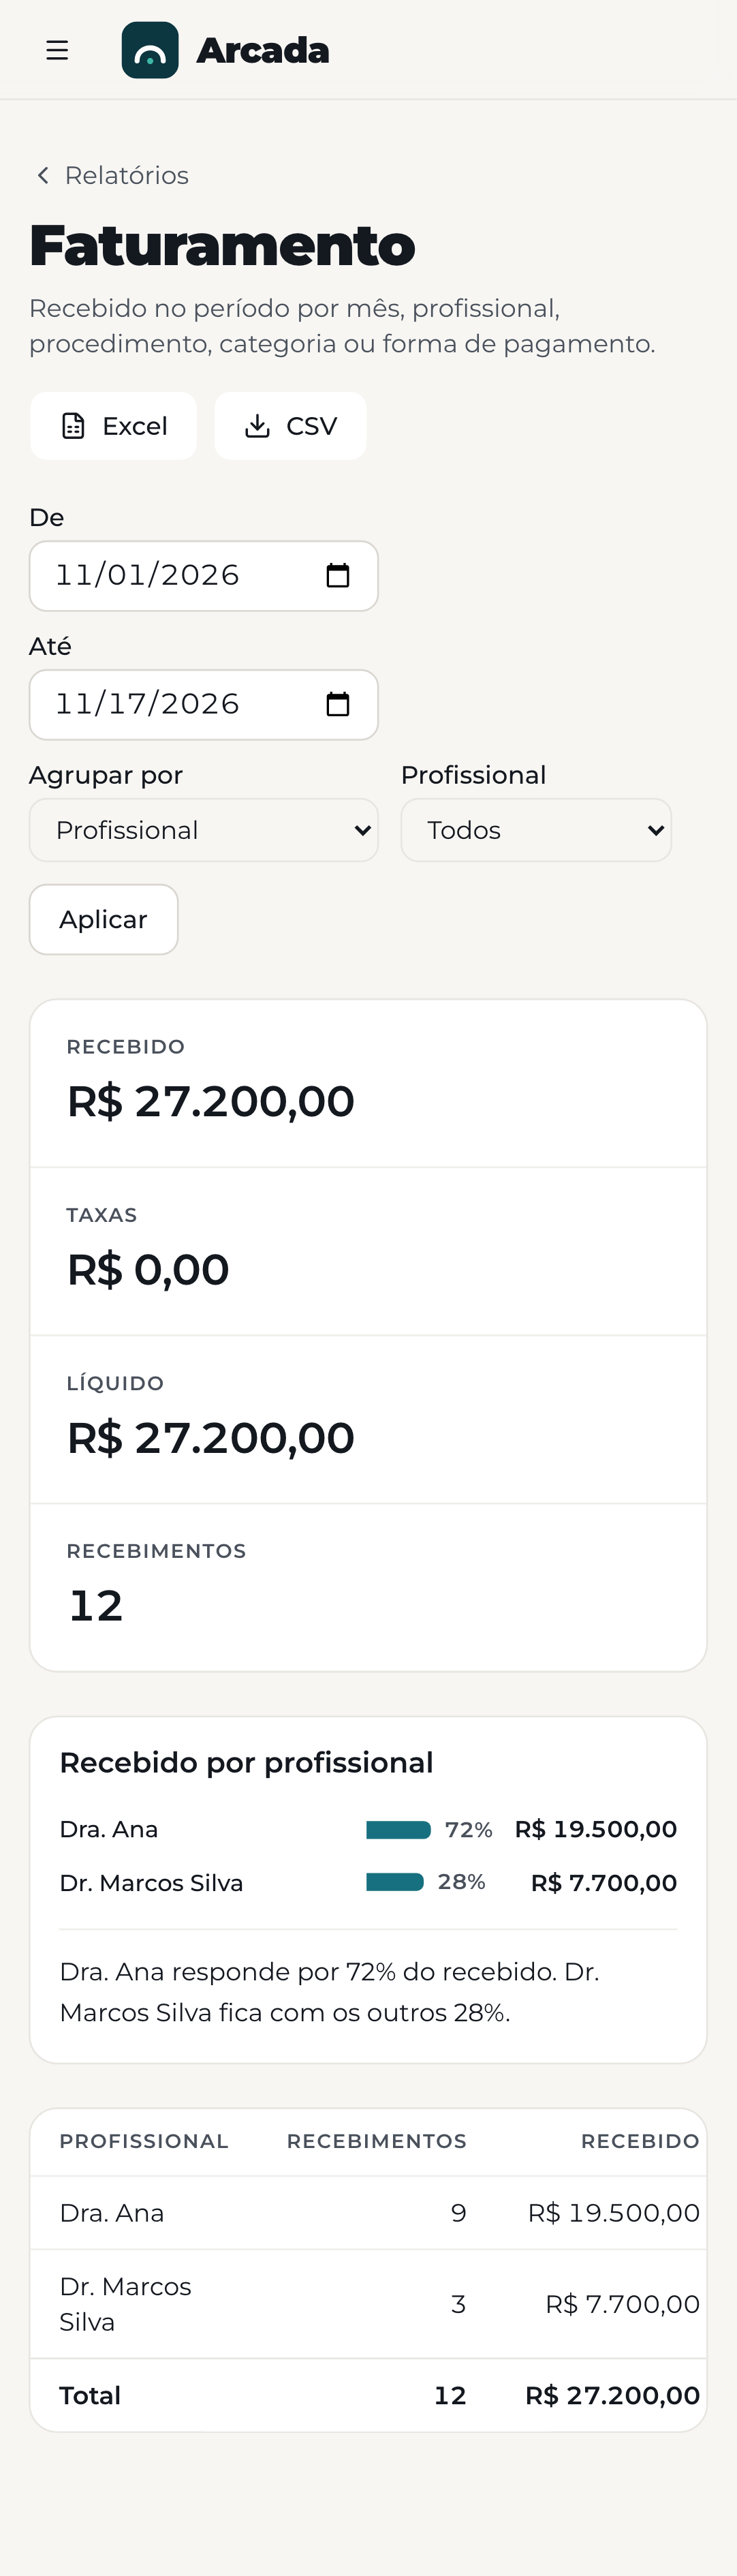 Arcada
Relatórios
Faturamento
Recebido no período por mês, profissional,
procedimento, categoria ou forma de pagamento.
Excel CSV
De
11/01/2026
Até
11/17/2026
Agrupar por Profissional
Profissional Todos
Aplicar
RECEBIDO
R$ 27.200,00
TAXAS
R$ 0,00
LÍQUIDO
R$ 27.200,00
RECEBIMENTOS
12
Recebido por profissional
Dra. Ana 72% R$ 19.500,00
Dr. Marcos Silva 28% R$ 7.700,00
Dra. Ana responde por 72% do recebido. Dr.
Marcos Silva fica com os outros 28%.
PROFISSIONAL RECEBIMENTOS RECEBIDO
Dra. Ana 9 R$ 19.500,00
Dr. Marcos
Silva 3 R$ 7.700,00
Total 12 R$ 27.200,00